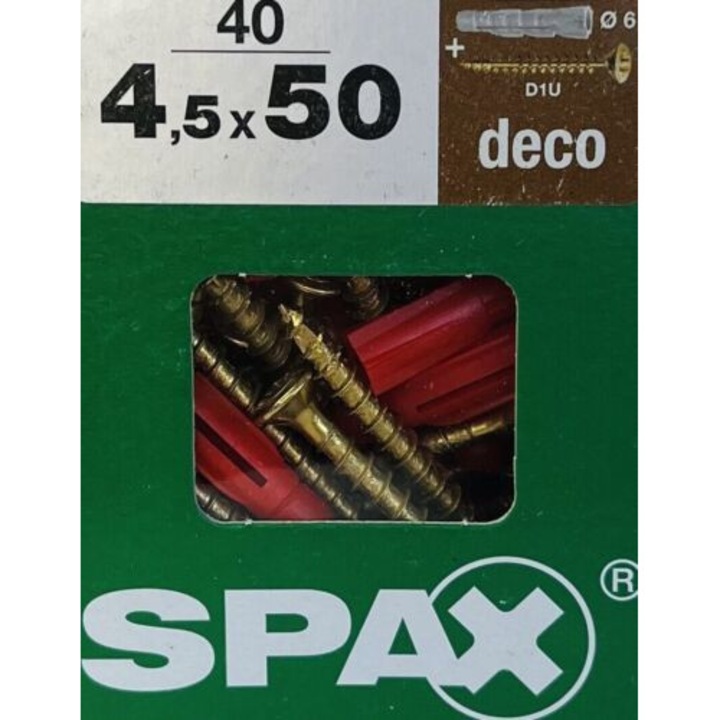 40
4,5x50
+
Ø 6
D1U
deco
SPAX®